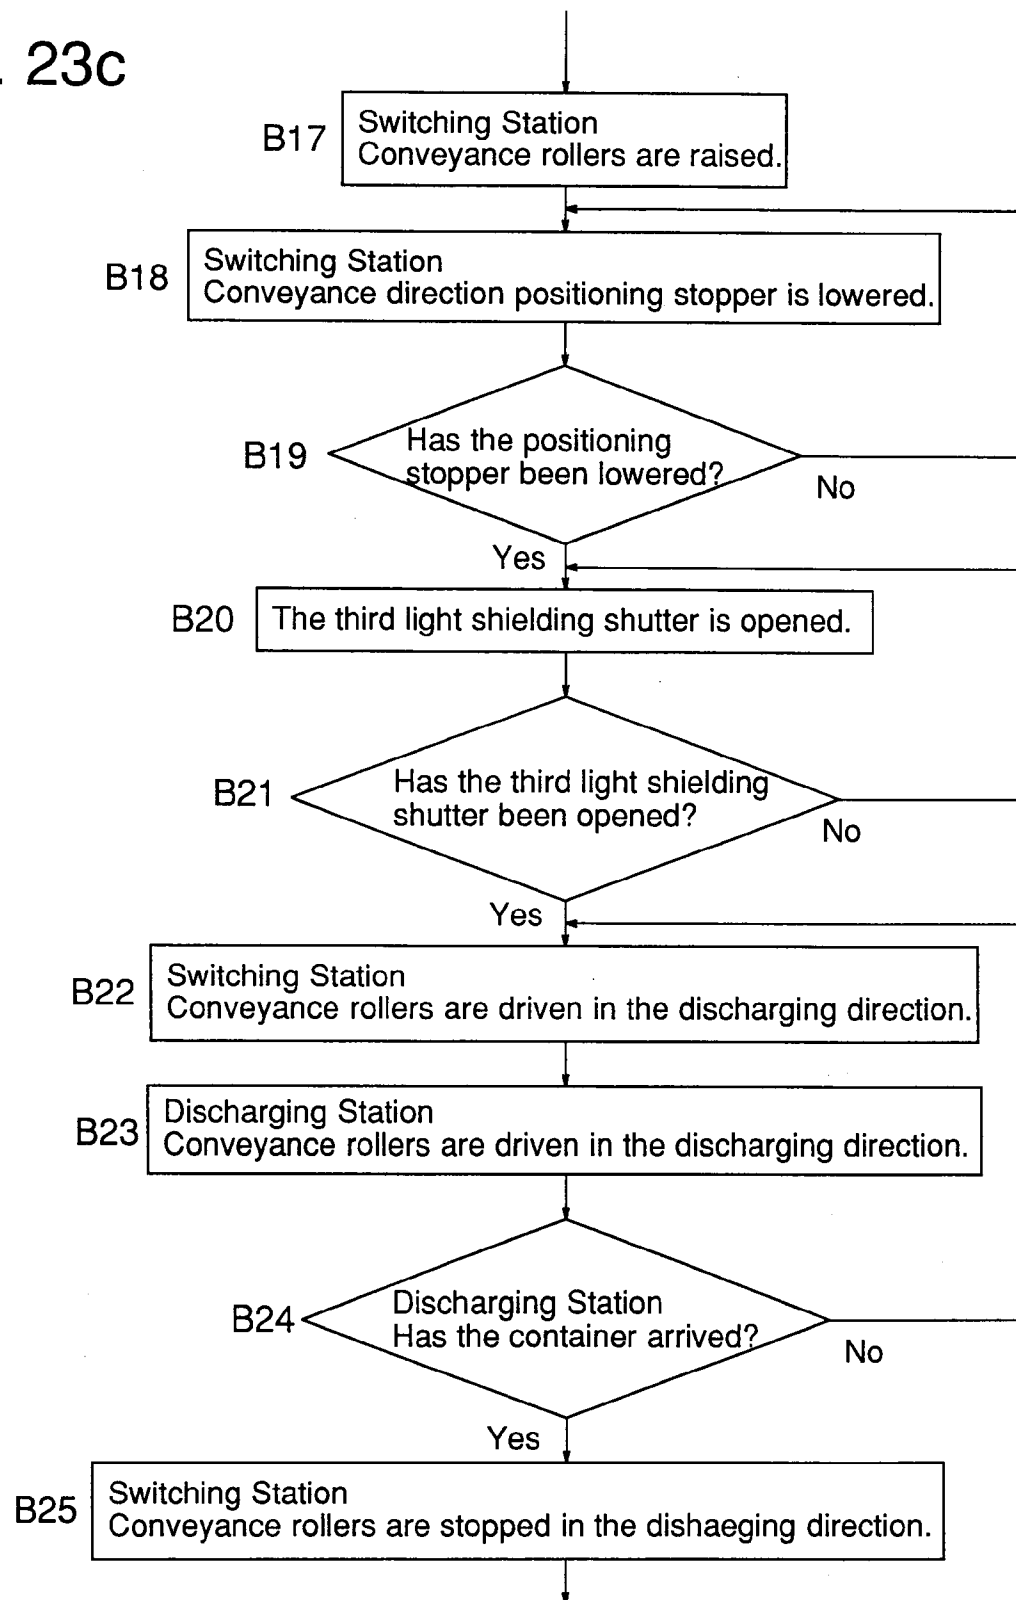 . 23c
B17
Switching Station
Conveyance rollers are raised.
B18
Switching Station
Conveyance direction positioning stopper is lowered.
B19
Has the positioning
stopper been lowered?
No
Yes
B20
The third light shielding shutter is opened.
B21
Has the third light shielding
shutter been opened?
No
Yes
B22
Switching Station
Conveyance rollers are driven in the discharging direction.
B23
Discharging Station
Conveyance rollers are driven in the discharging direction.
B24
Discharging Station
Has the container arrived?
No
Yes
B25
Switching Station
Conveyance rollers are stopped in the dishaeging direction.